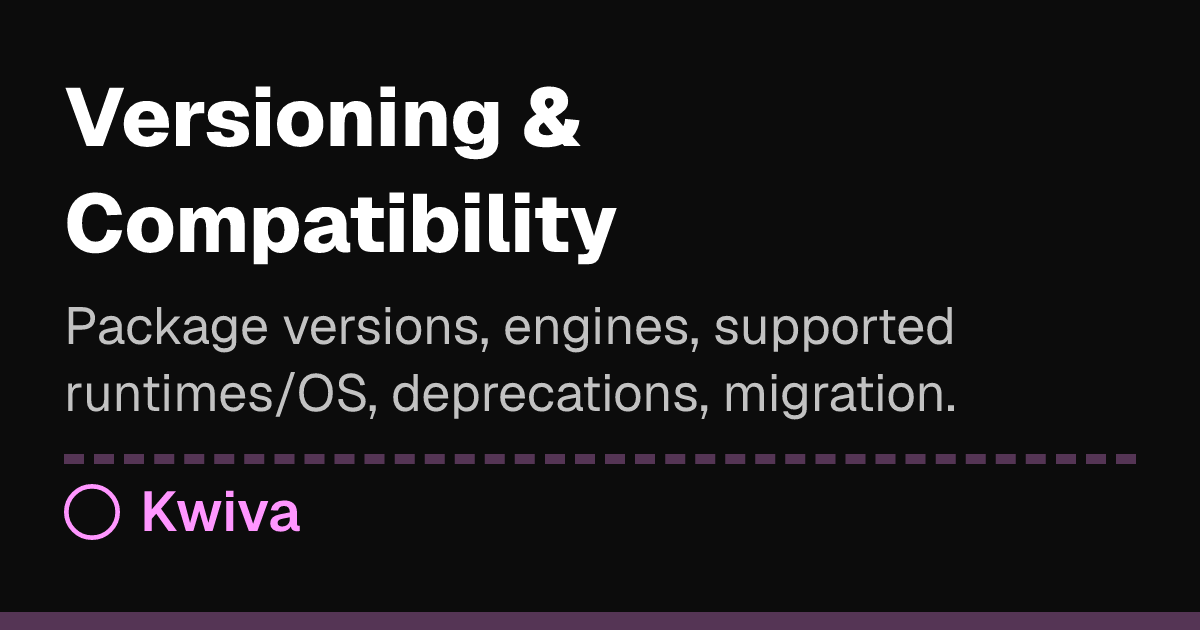 Versioning &
Compatibility
Package versions, engines, supported
runtimes/OS, deprecations, migration.
Kwiva